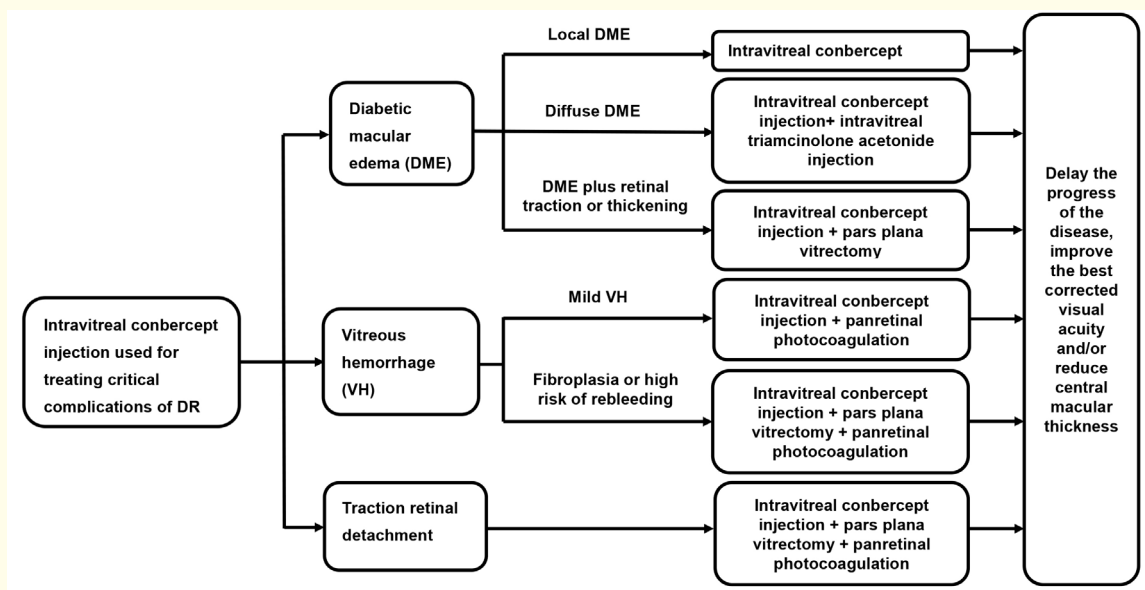 Intravitreal conbercept
injection used for
treating critical
complications of DR
Diabetic
macular
edema (DME)
Local DME
Intravitreal conbercept
Diffuse DME
Intravitreal conbercept
injection+ intravitreal
triamcinolone acetonide
injection
DME plus retinal
traction or thickening
Intravitreal conbercept
injection + pars plana
vitrectomy
Vitreous
hemorrhage
(VH)
Mild VH
Intravitreal conbercept
injection + panretinal
photocoagulation
Fibroplasia or high
risk of rebleeding
Intravitreal conbercept
injection + pars plana
vitrectomy + panretinal
photocoagulation
Traction retinal
detachment
Intravitreal conbercept
injection + pars plana
vitrectomy + panretinal
photocoagulation
Delay the
progress
of the
disease,
improve
the best
corrected
visual
acuity
and/or
reduce
central
macular
thickness